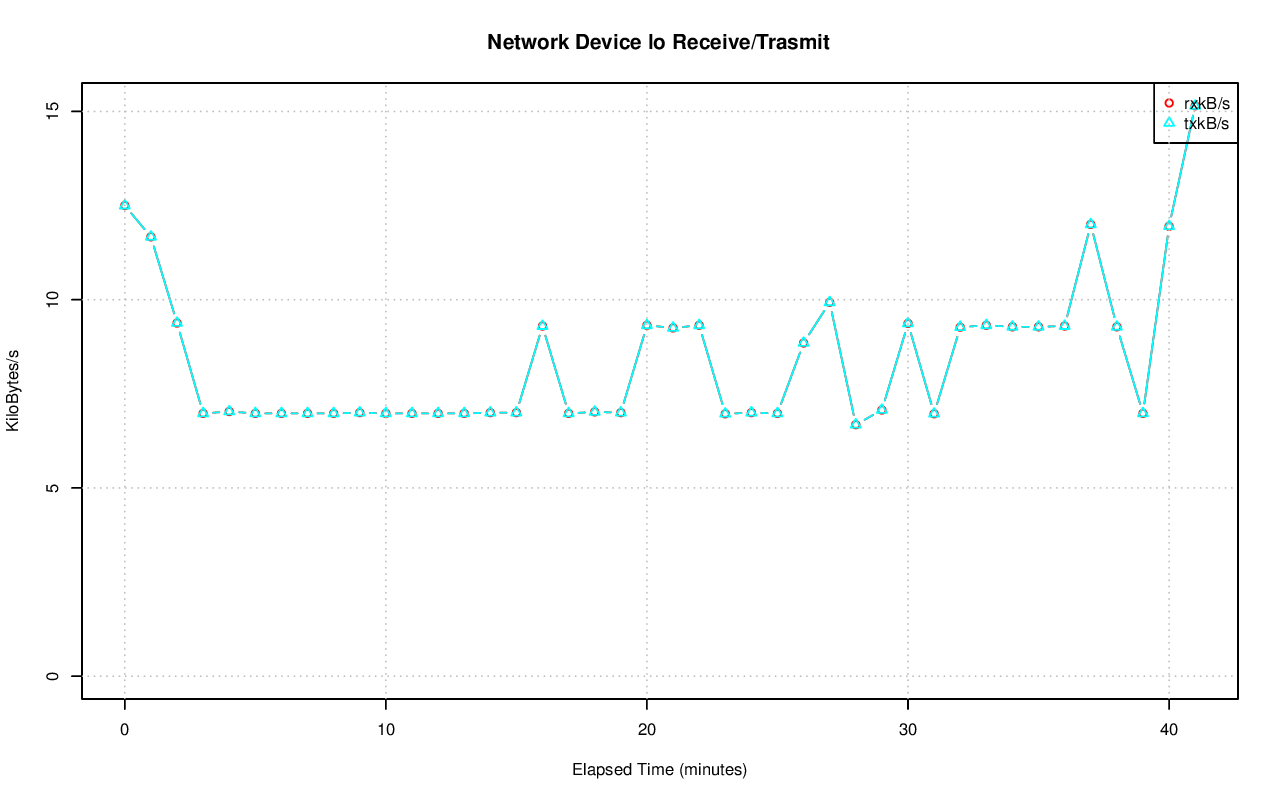 Network Device lo Receive/Trasmit
rxkB/s
txkB/s
KiloBytes/s
15
10
5
0
0 10 20 30 40
Elapsed Time (minutes)